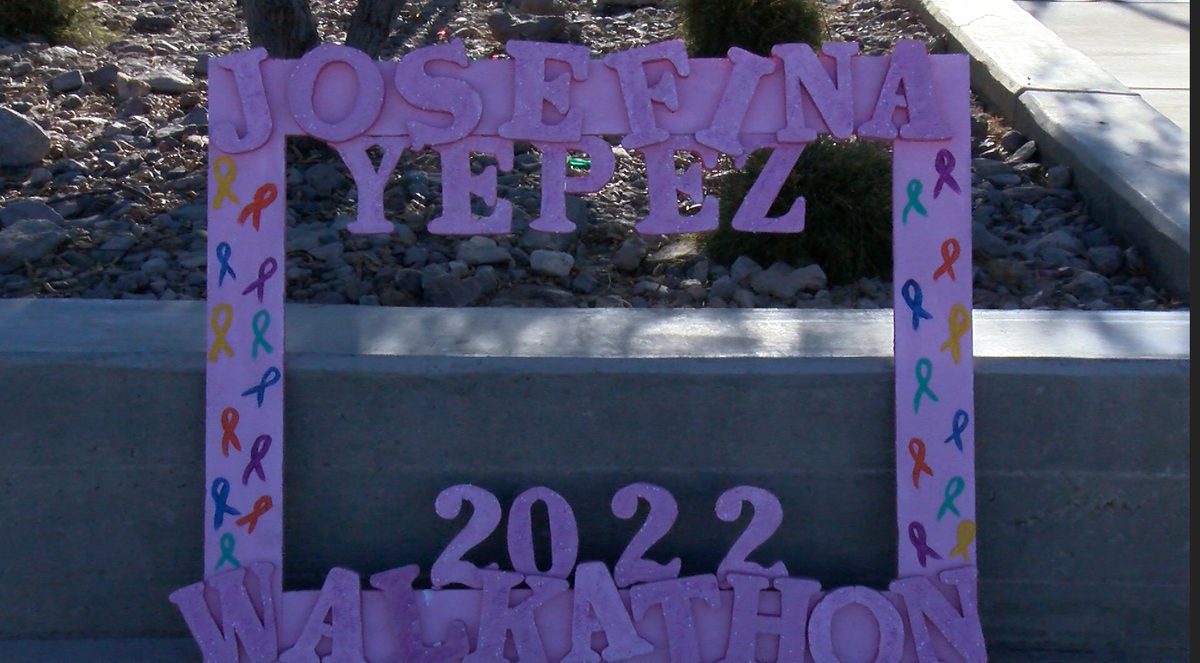 JOSEFINA
YEPEZ
2022
WALKATHON